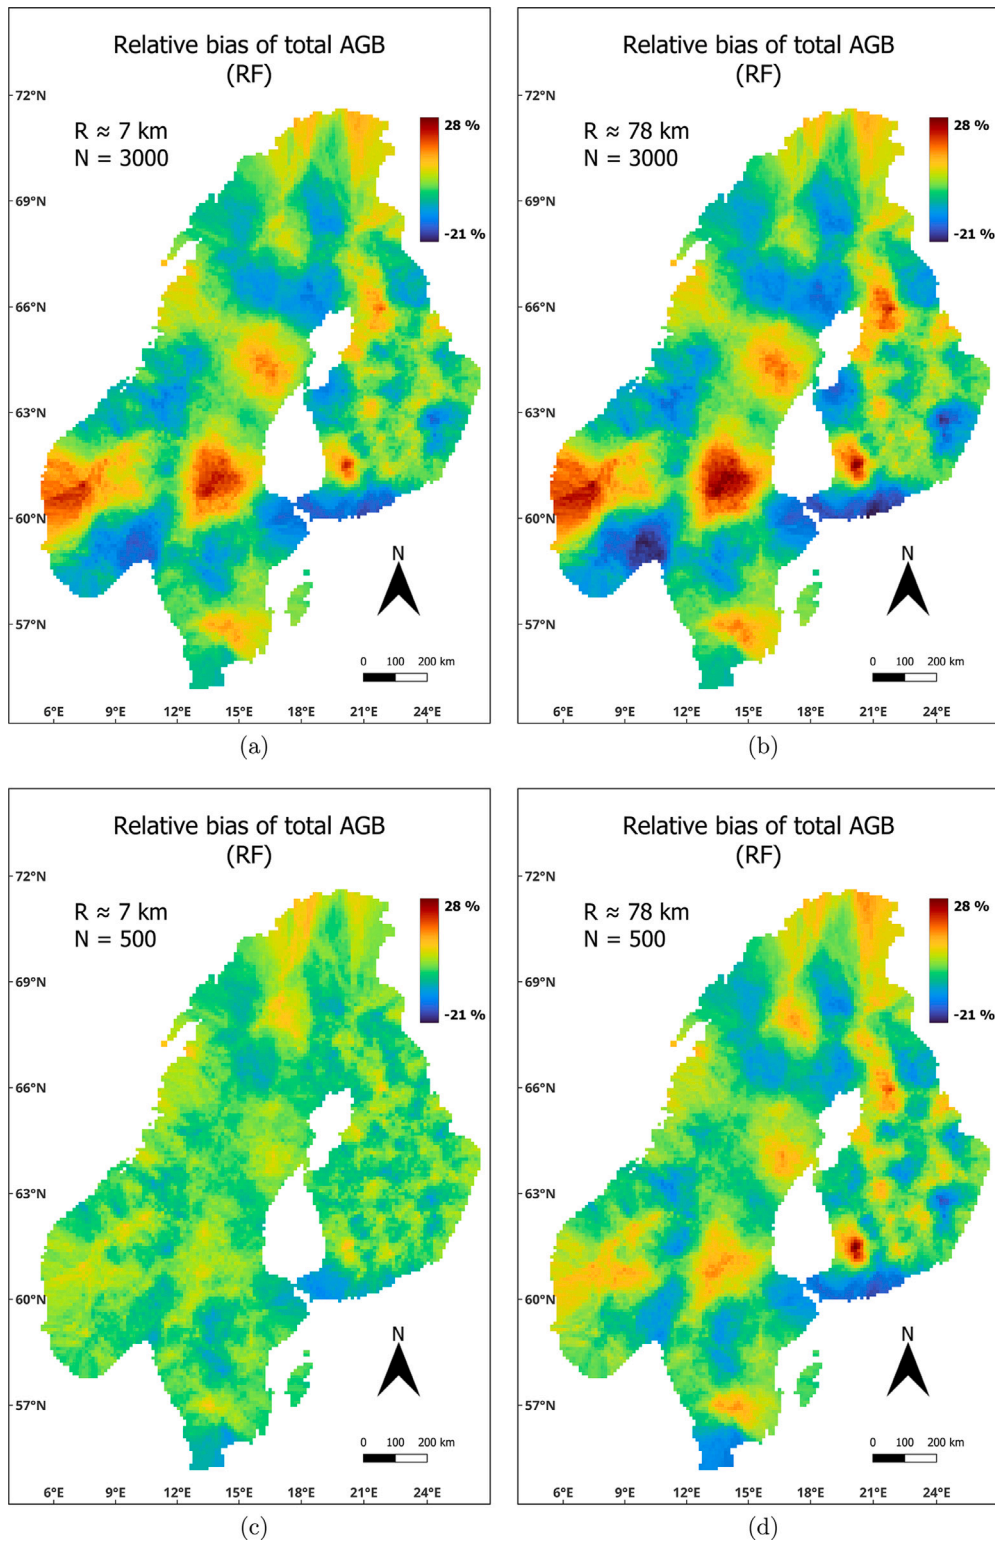 Relative bias of total AGB
(RF)
72°N
R ≈ 7 km
N = 3000
28 %
-21 %
69°N
66°N
63°N
60°N
57°N
N
0 100 200 km
6°E 9°E 12°E 15°E 18°E 21°E 24°E
(a)
Relative bias of total AGB
(RF)
72°N
R ≈ 78 km
N = 3000
28 %
-21 %
69°N
66°N
63°N
60°N
57°N
N
0 100 200 km
6°E 9°E 12°E 15°E 18°E 21°E 24°E
(b)
Relative bias of total AGB
(RF)
72°N
R ≈ 7 km
N = 500
28 %
-21 %
69°N
66°N
63°N
60°N
57°N
N
0 100 200 km
6°E 9°E 12°E 15°E 18°E 21°E 24°E
(c)
Relative bias of total AGB
(RF)
72°N
R ≈ 78 km
N = 500
28 %
-21 %
69°N
66°N
63°N
60°N
57°N
N
0 100 200 km
6°E 9°E 12°E 15°E 18°E 21°E 24°E
(d)